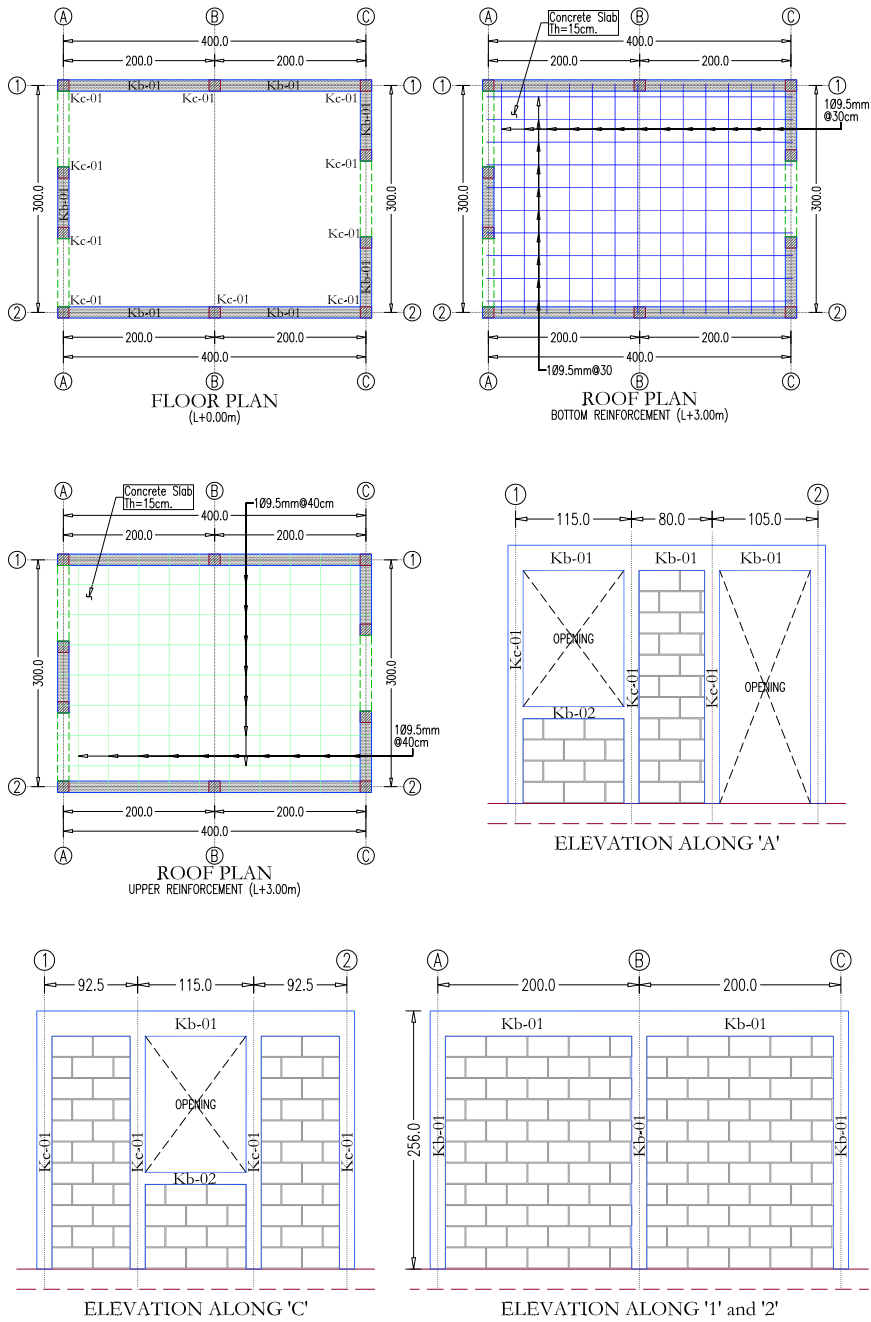 A B C
400.0
200.0 200.0
1 Kb-01 Kb-01 1
Kc-01 Kc-01 Kc-01
Kb-01
Kc-01 Kc-01
300.0 Kb-01 300.0
Kc-01 Kc-01
Kb-01
Kc-01 Kc-01 Kc-01
2 Kb-01 Kb-01 2
200.0 200.0
400.0
A B C
FLOOR PLAN
(L+0.00m)
Concrete Slab
Th=15cm.
A B C
400.0
200.0 200.0
1 1
1Ø9.5mm
@30cm
300.0 300.0
2 2
200.0 200.0
400.0
1Ø9.5mm@30
A B C
ROOF PLAN
BOTTOM REINFORCEMENT (L+3.00m)
Concrete Slab
Th=15cm.
A B C
1Ø9.5mm@40cm
400.0
200.0 200.0
1 1
300.0 300.0
1Ø9.5mm
@40cm
2 2
200.0 200.0
400.0
A B C
ROOF PLAN
UPPER REINFORCEMENT (L+3.00m)
1 2
115.0 80.0 105.0
Kb-01 Kb-01 Kb-01
OPENING
Kc-01 Kc-01 Kc-01
OPENING
Kb-02
ELEVATION ALONG 'A'
1 2
92.5 115.0 92.5
Kb-01
OPENING
Kc-01 Kc-01 Kc-01 Kc-01
Kb-02
ELEVATION ALONG 'C'
A B C
200.0 200.0
Kb-01 Kb-01
256.0 Kb-01 Kb-01 Kb-01
ELEVATION ALONG '1' and '2'